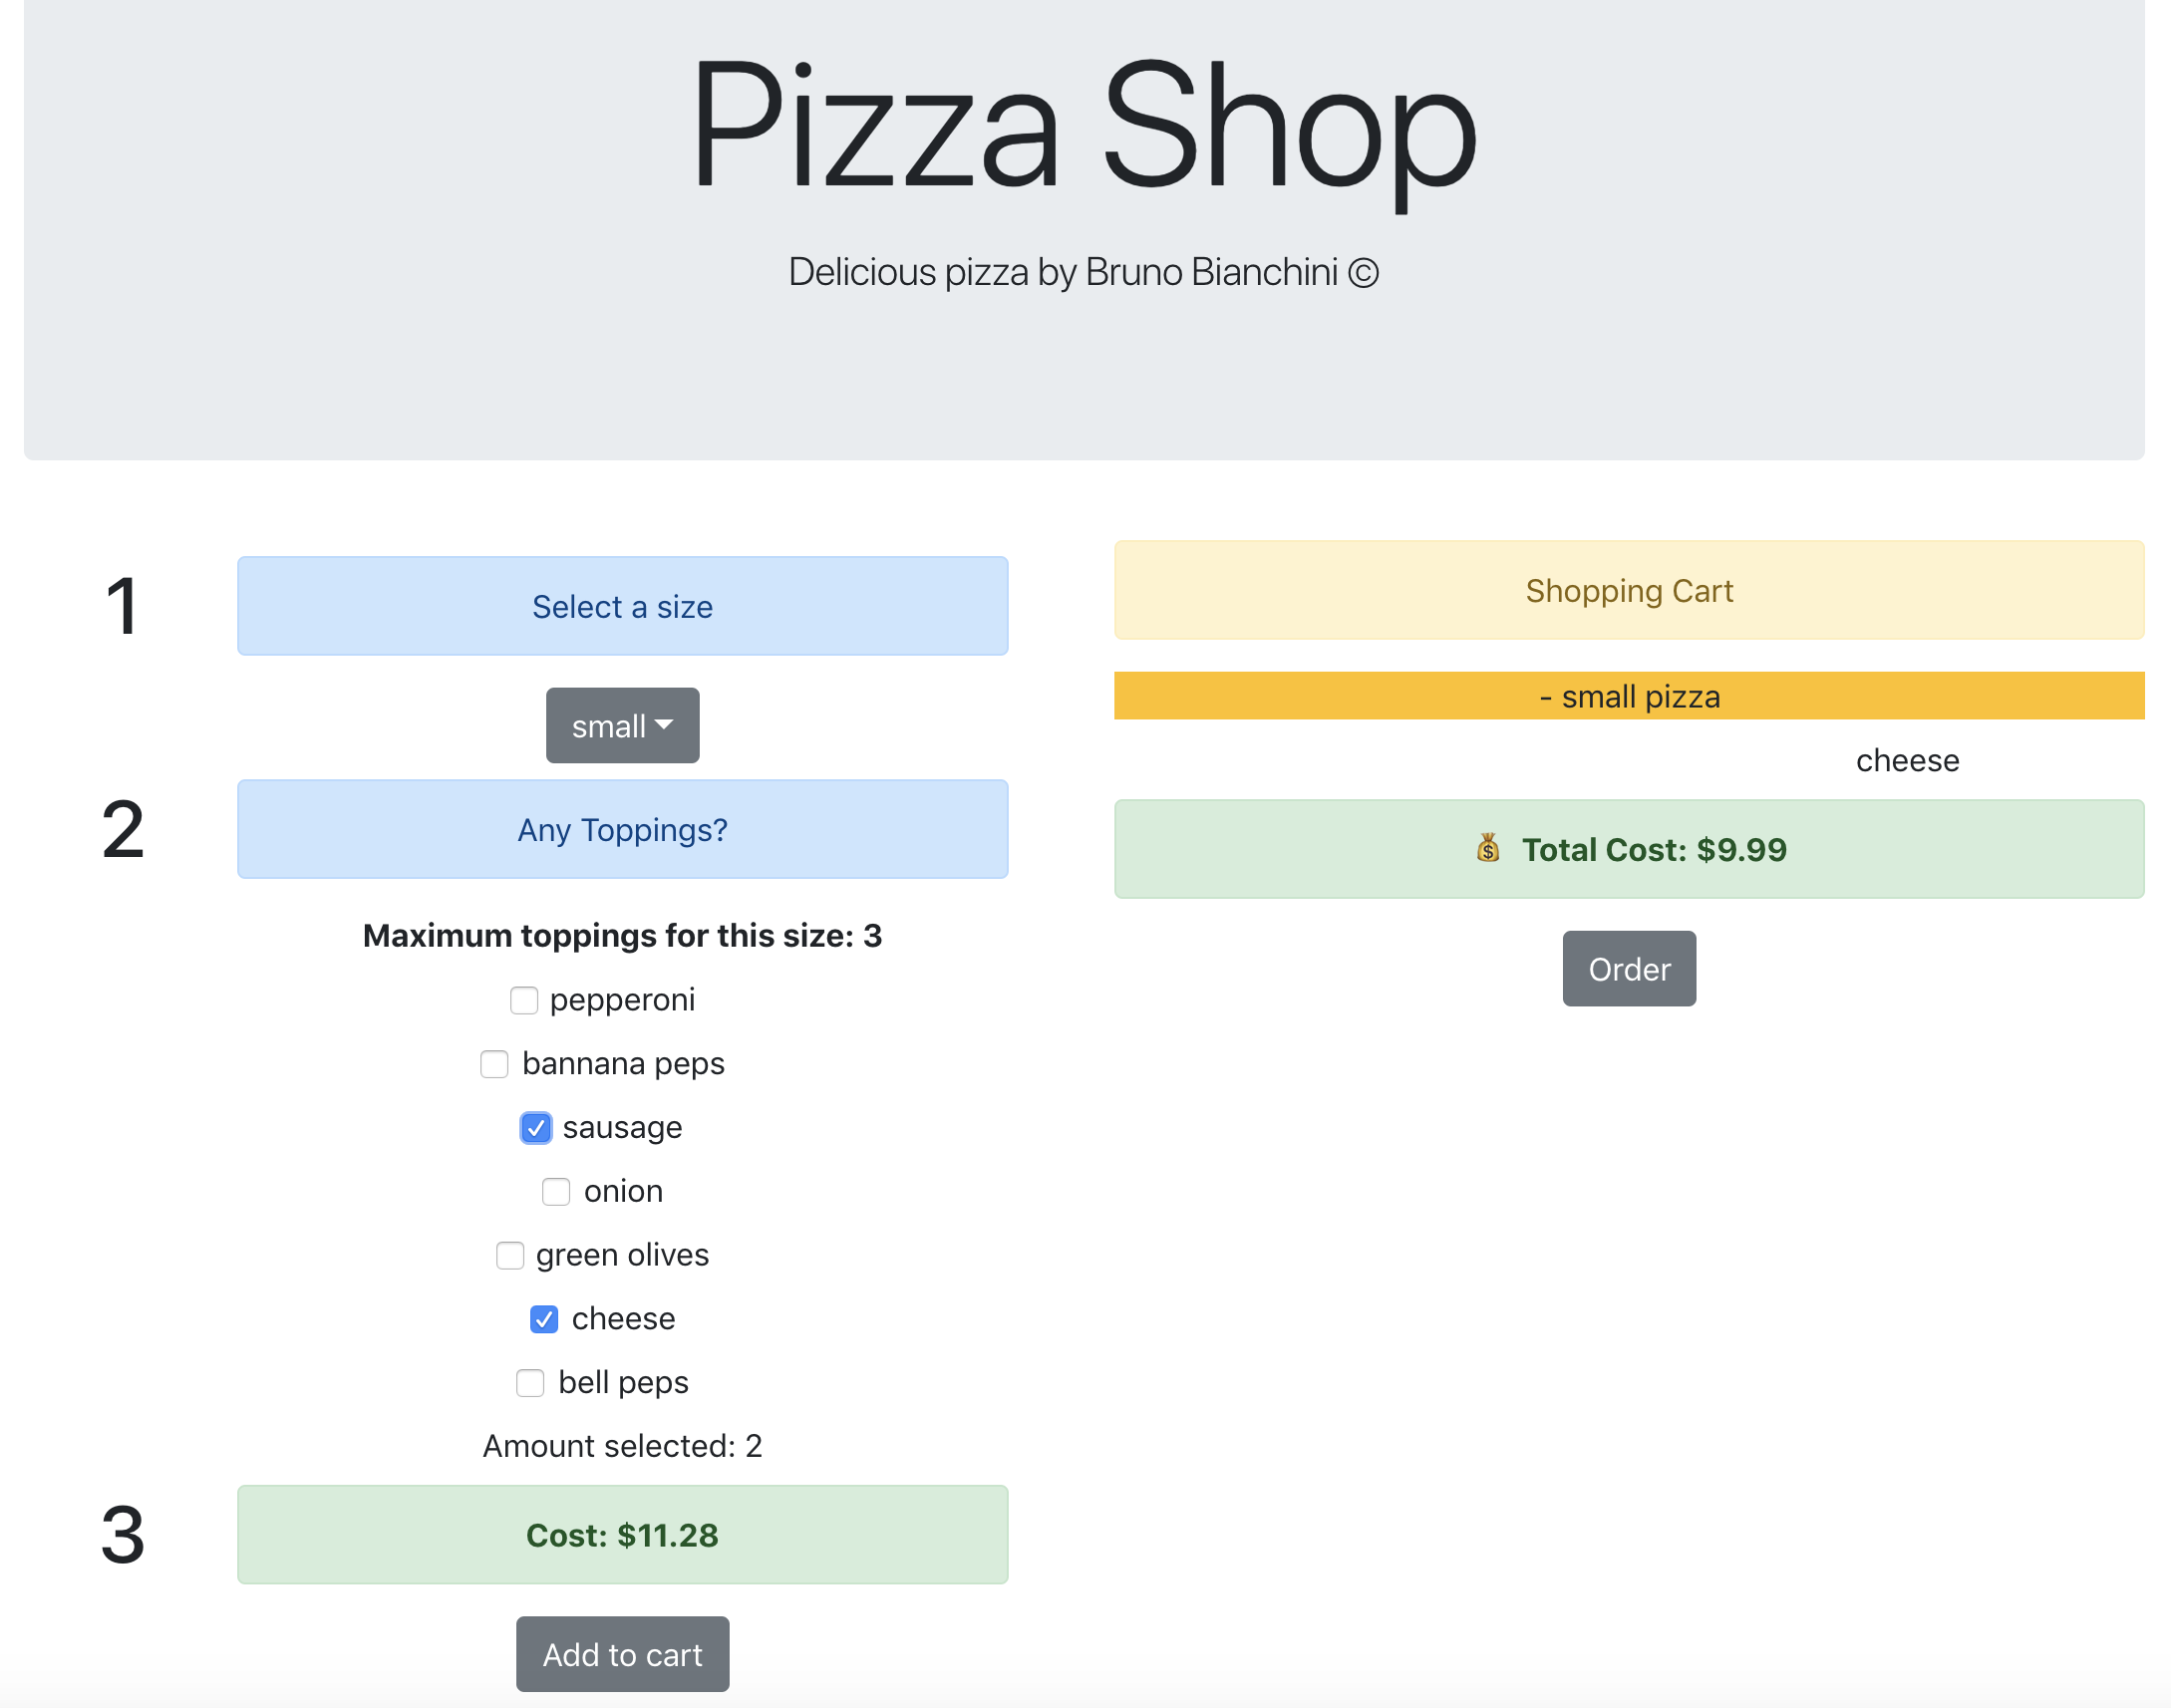 Pizza Shop
Delicious pizza by Bruno Bianchini ©
1
Select a size
small
2
Any Toppings?
Maximum toppings for this size: 3
pepperoni
bannana peps
sausage
onion
green olives
cheese
bell peps
Amount selected: 2
3
Cost: $11.28
Add to cart
Shopping Cart
- small pizza
cheese
💰 Total Cost: $9.99
Order